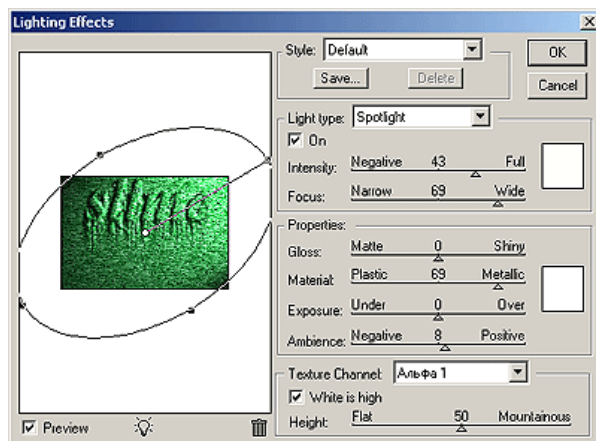 Lighting Effects
Style: Default
OK
Save... Delete
Cancel
Light type: Spotlight
On
Intensity: Negative 43 Full
Focus: Narrow 69 Wide
Properties:
Gloss: Matte 0 Shiny
Material: Plastic 69 Metallic
Exposure: Under 0 Over
Ambience: Negative 8 Positive
Texture Channel: Альфа 1
White is high
Height: Flat 50 Mountainous
slime
Preview